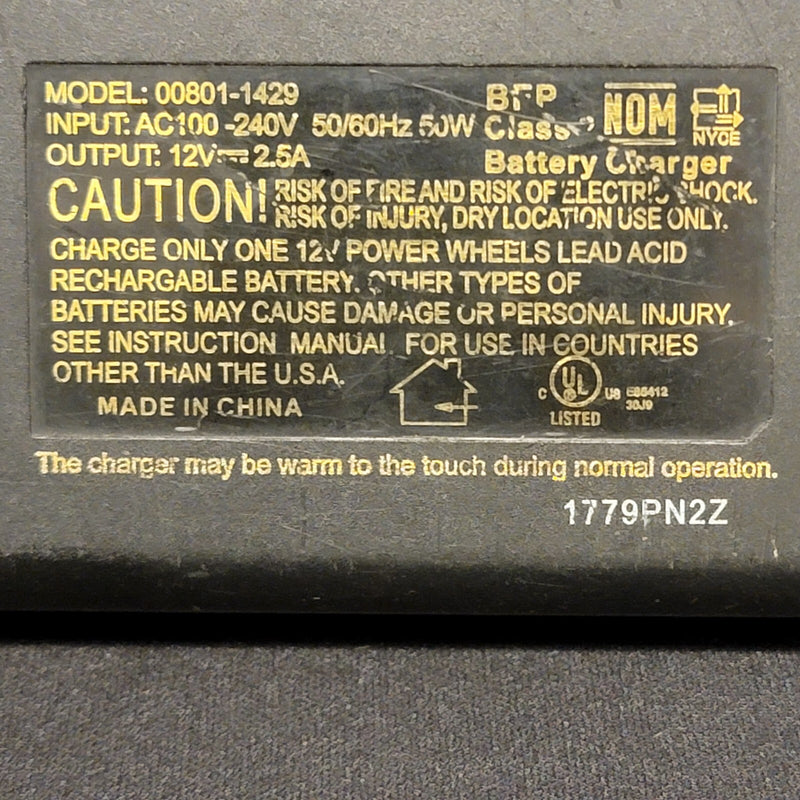 MODEL: 00801-1429
INPUT: AC100 -240V 50/60Hz 50W
OUTPUT: 12V⎓2.5A
BFP
Class
Battery Charger
NOM
NYCE
CAUTION! RISK OF FIRE AND RISK OF ELECTRIC SHOCK.
RISK OF INJURY, DRY LOCATION USE ONLY.
CHARGE ONLY ONE 12V POWER WHEELS LEAD ACID
RECHARGABLE BATTERY. OTHER TYPES OF
BATTERIES MAY CAUSE DAMAGE OR PERSONAL INJURY.
SEE INSTRUCTION MANUAL FOR USE IN COUNTRIES
OTHER THAN THE U.S.A.
MADE IN CHINA
C UL US
LISTED
30J9
The charger may be warm to the touch during normal operation.
1779PN2Z